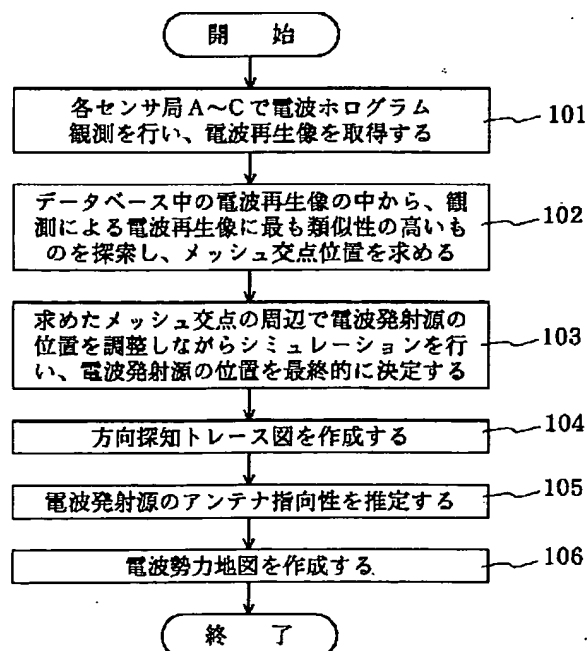 開始
各センサ局A~Cで電波ホログラム
観測を行い、電波再生像を取得する
101
データベース中の電波再生像の中から、観
測による電波再生像に最も類似性の高いも
のを探索し、メッシュ交点位置を求める
102
求めたメッシュ交点の周辺で電波発射源の
位置を調整しながらシミュレーションを行
い、電波発射源の位置を最終的に決定する
103
方向探知トレース図を作成する
104
電波発射源のアンテナ指向性を推定する
105
電波勢力地図を作成する
106
終了